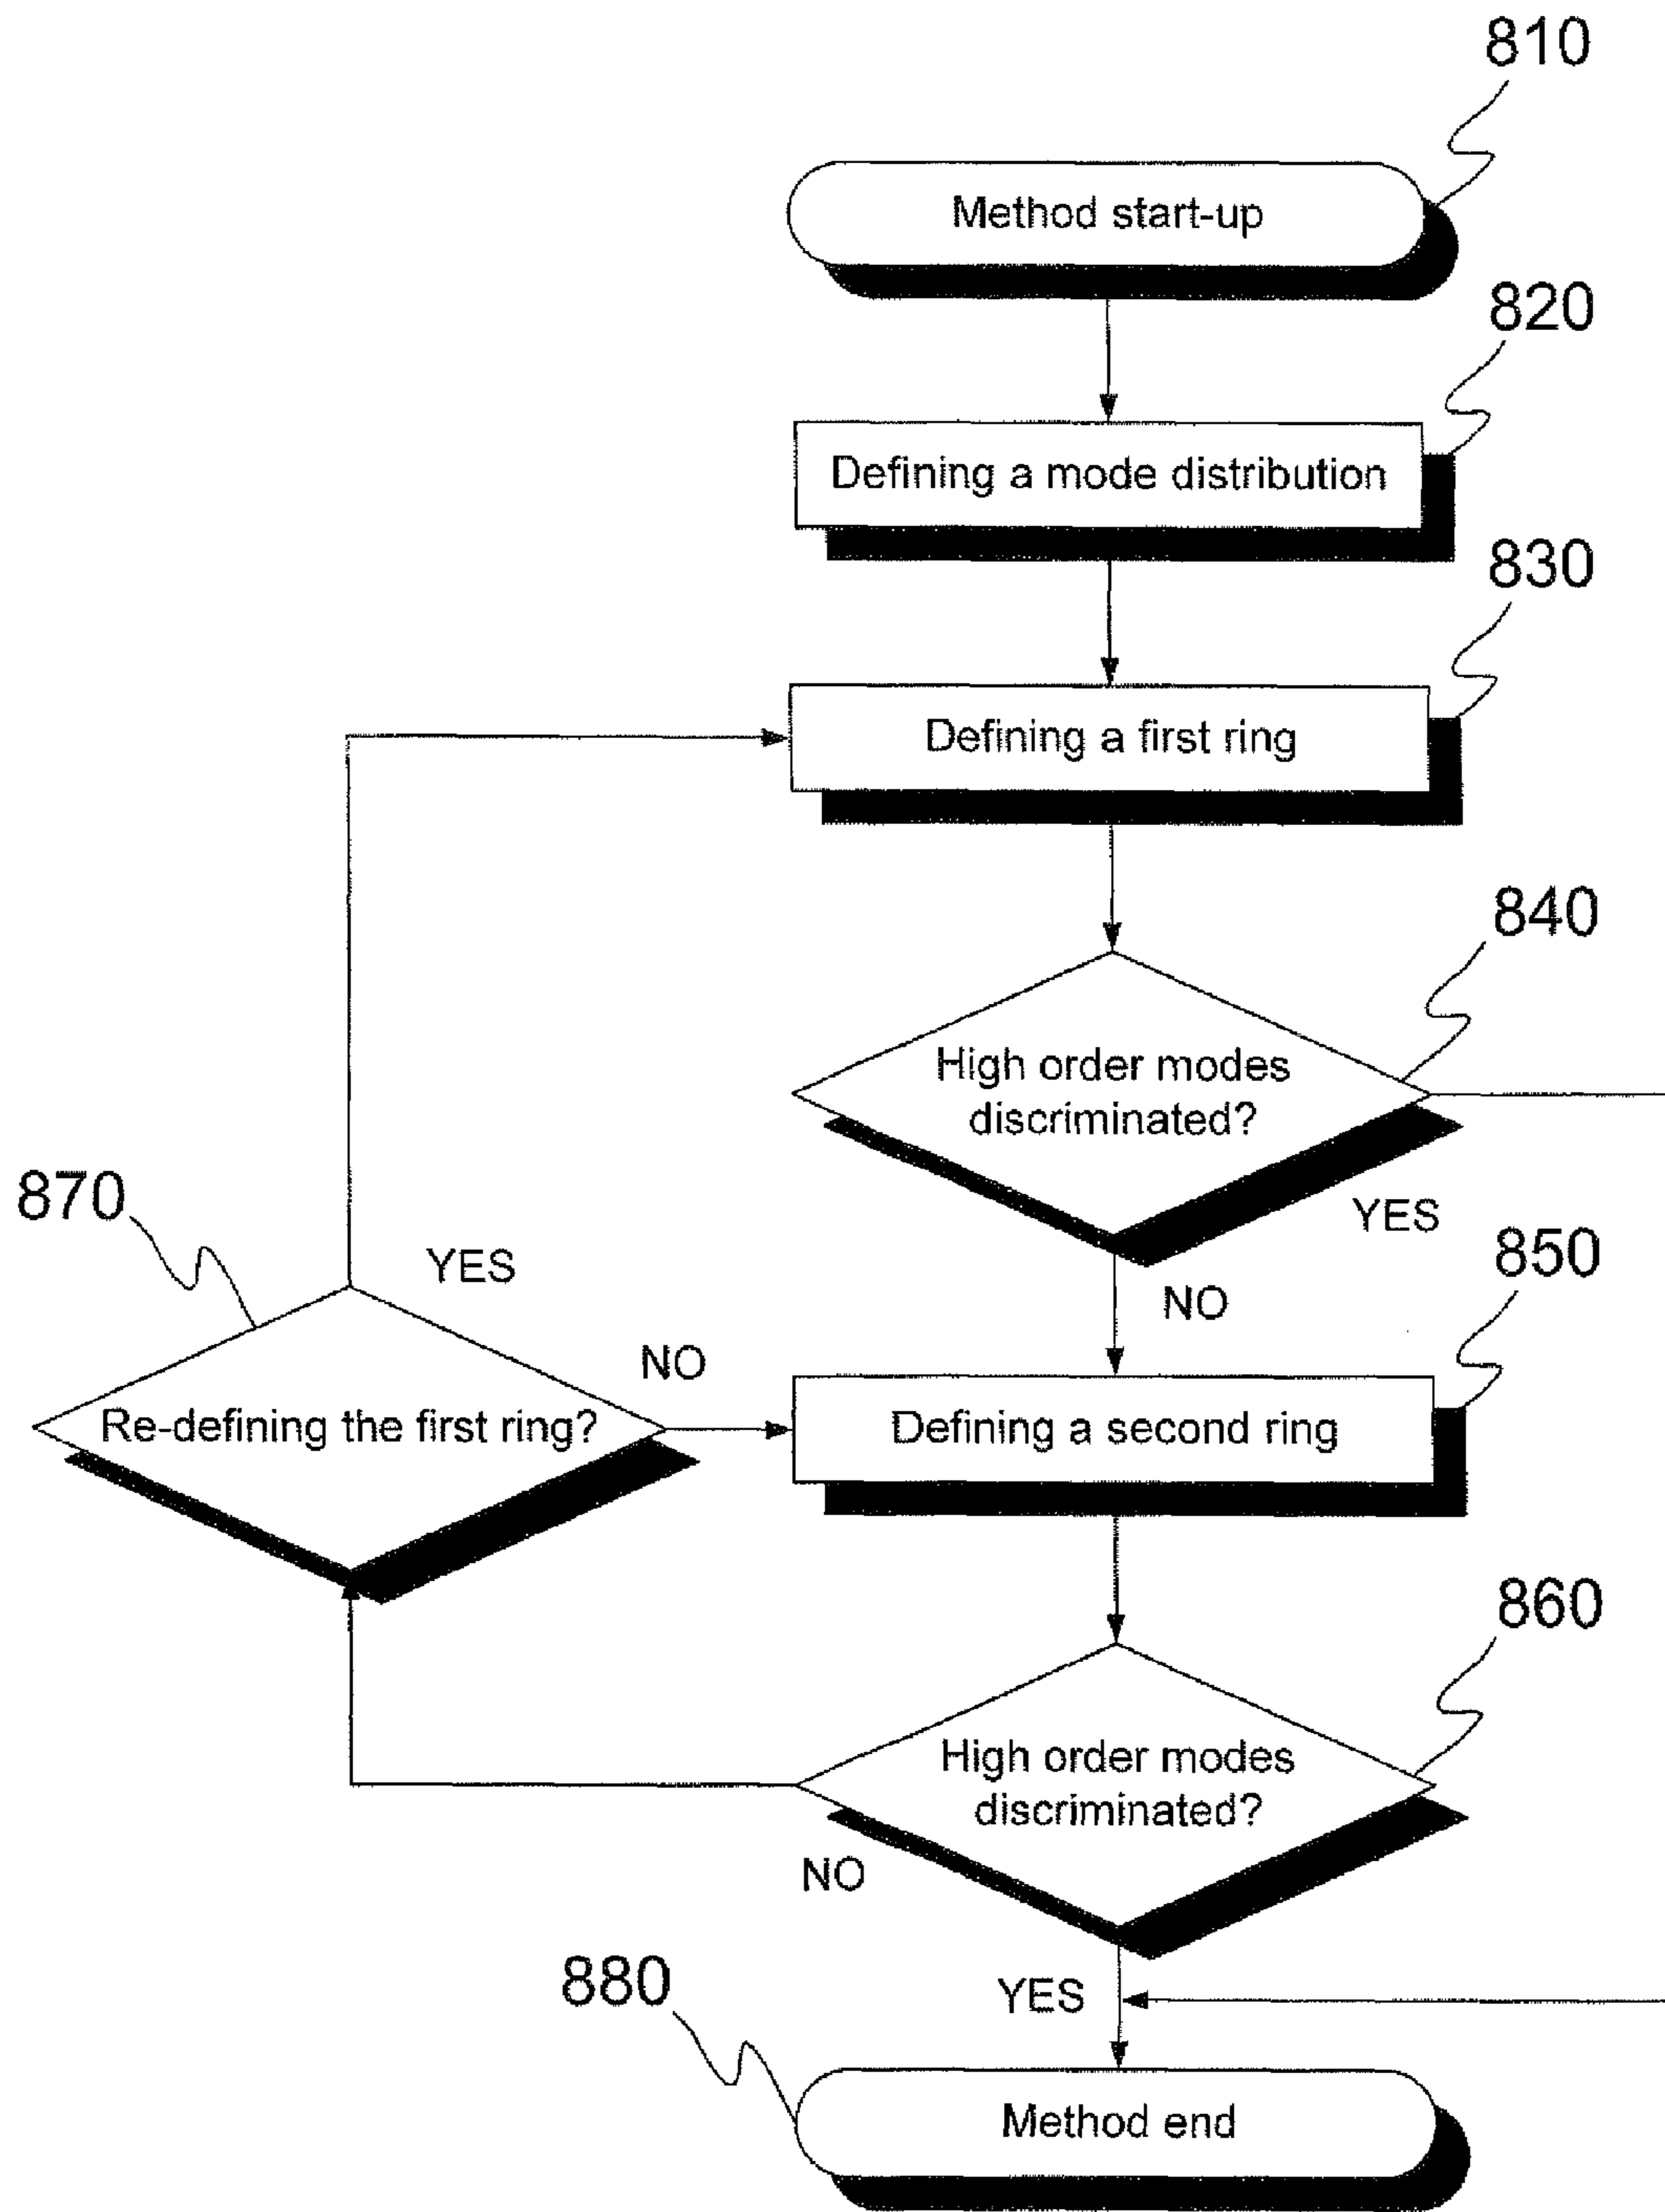 810
Method start-up
820
Defining a mode distribution
830
Defining a first ring
840
High order modes
discriminated?
YES
870
YES
NO
850
NO
Re-defining the first ring?
Defining a second ring
860
High order modes
discriminated?
NO
880
YES
Method end